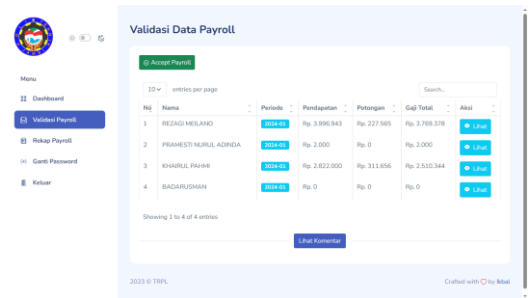 Validasi Data Payroll
Accept Payroll
Menu
Dashboard
Validasi Payroll
Rekap Payroll
Ganti Password
Keluar
10 entries per page
Search...
No Nama Periode Pendapatan Potongan Gaji Total Aksi
1 REZAGI MEILANO 2024-01 Rp. 3.996.943 Rp. 227.565 Rp. 3.769.378 Lihat
2 PRAMESTI NURUL ADINDA 2024-01 Rp. 2.000 Rp. 0 Rp. 2.000 Lihat
3 KHAIRUL PAHMI 2024-01 Rp. 2.822.000 Rp. 311.656 Rp. 2.510.344 Lihat
4 BADARUSMAN 2024-01 Rp. 0 Rp. 0 Rp. 0 Lihat
Showing 1 to 4 of 4 entries
Lihat Komentar
2023 © TRPL
Crafted with by Ikbal